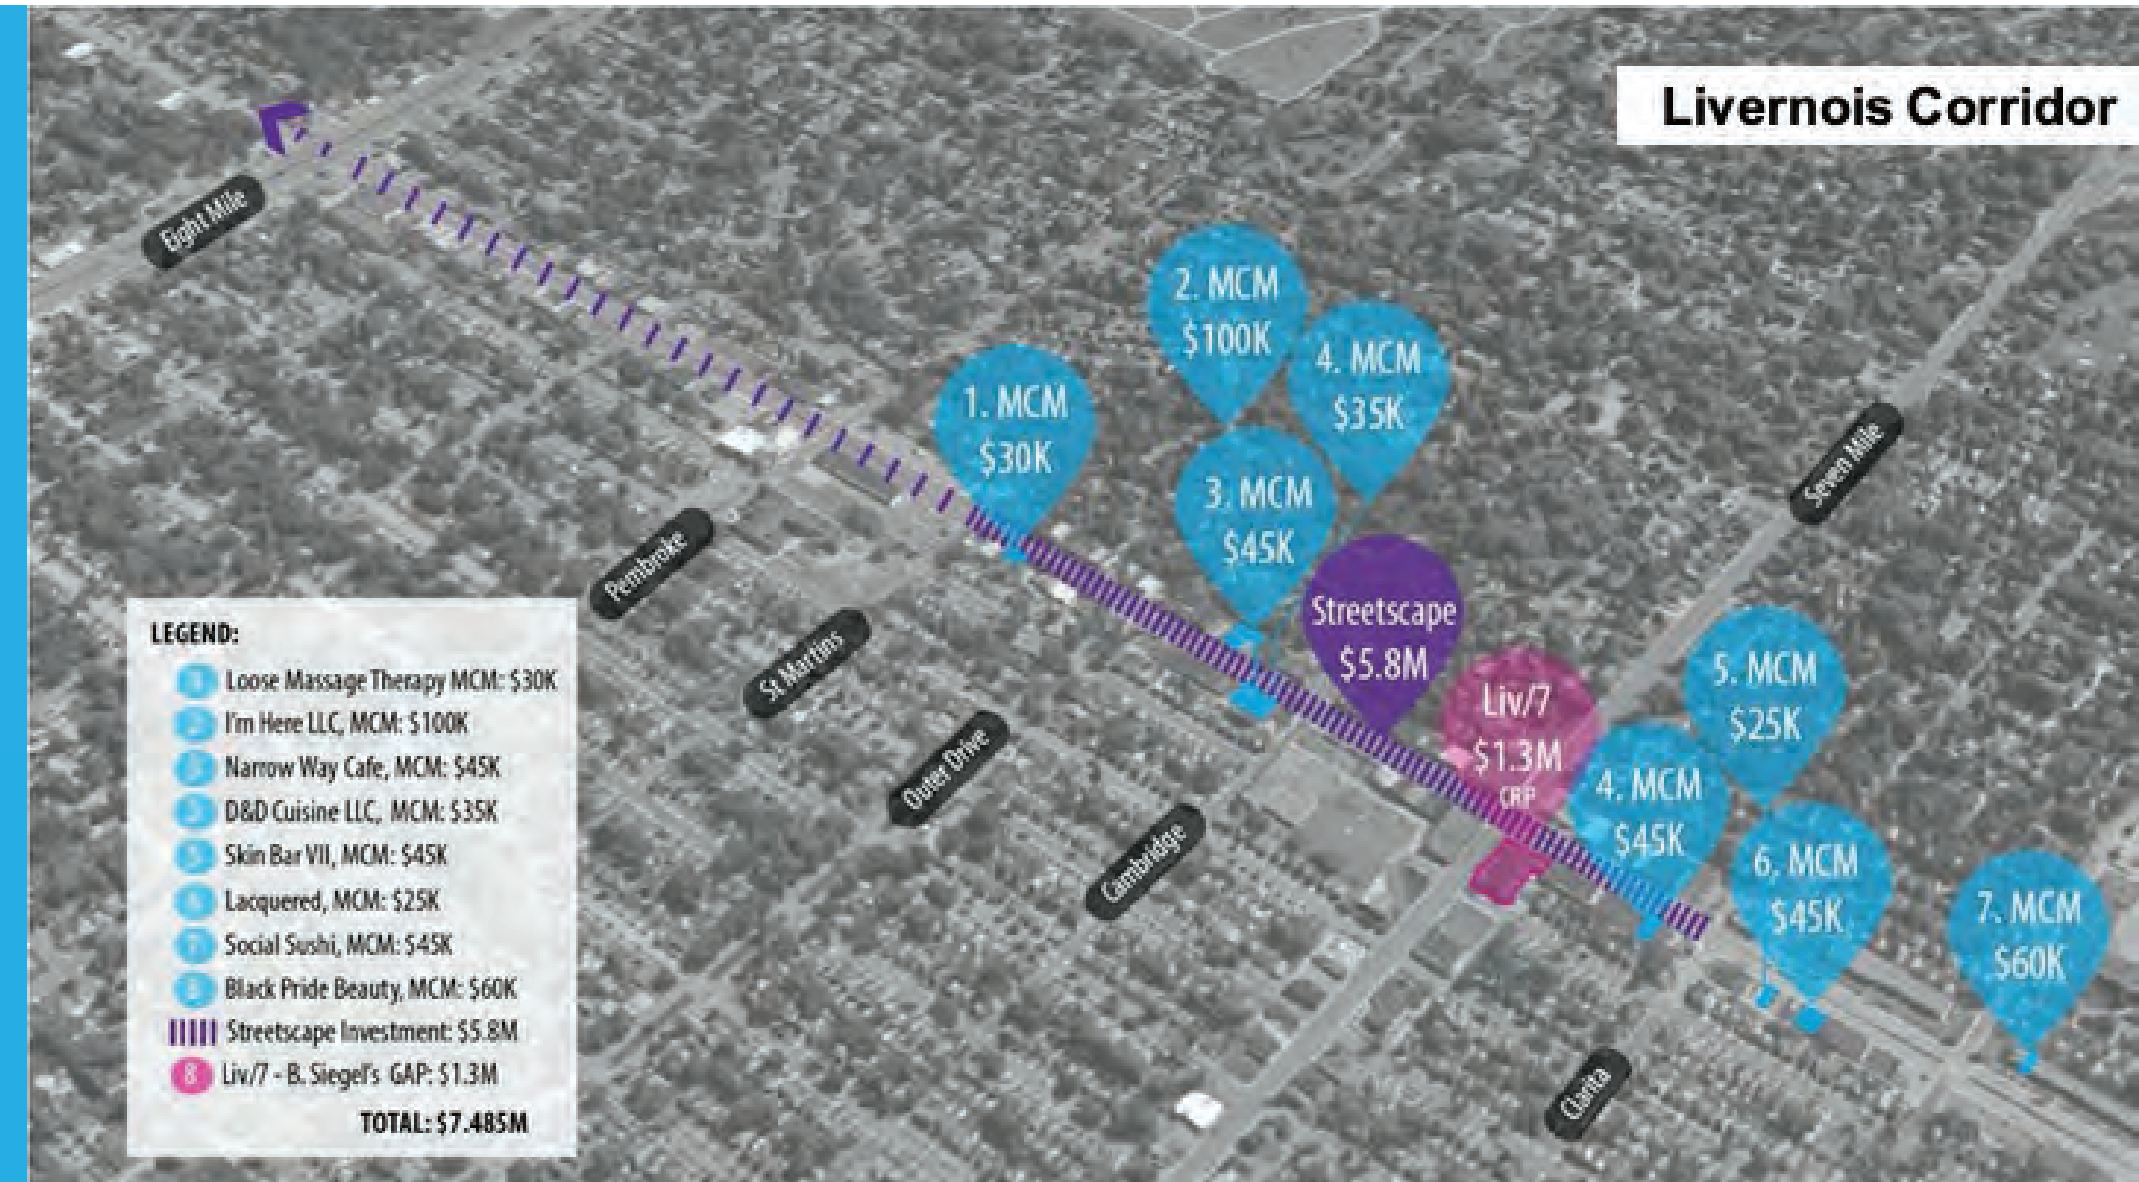 Livernois Corridor
Eight Mile
2. MCM
$100K
4. MCM
$35K
1. MCM
$30K
3. MCM
$45K
Seven Mile
Pembroke
Streetscape
$5.8M
St Martins
Liv/7
$1.3M
CRP
5. MCM
$25K
Outer Drive
4. MCM
$45K
Cambridge
6. MCM
$45K
7. MCM
$60K
Clarita
LEGEND:
Loose Massage Therapy MCM: $30K
I'm Here LLC, MCM: $100K
Narrow Way Cafe, MCM: $45K
D&D Cuisine LLC, MCM: $35K
Skin Bar VII, MCM: $45K
Lacquered, MCM: $25K
Social Sushi, MCM: $45K
Black Pride Beauty, MCM: $60K
Streetscape Investment: $5.8M
8 Liv/7 - B. Siegel's GAP: $1.3M
TOTAL: $7.485M